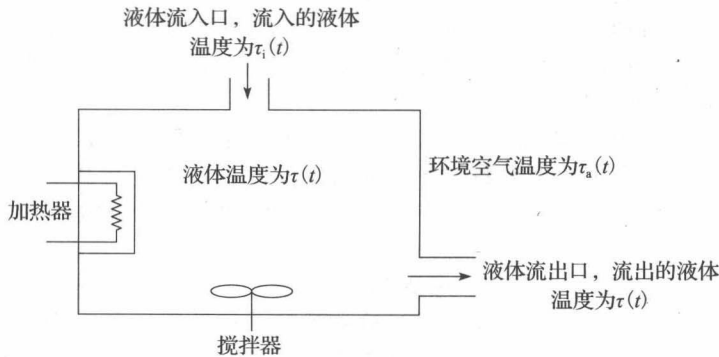 液体流入口，流入的液体
温度为τᵢ(t)
液体温度为τ(t)
环境空气温度为τₐ(t)
加热器
液体流出口，流出的液体
温度为τ(t)
搅拌器